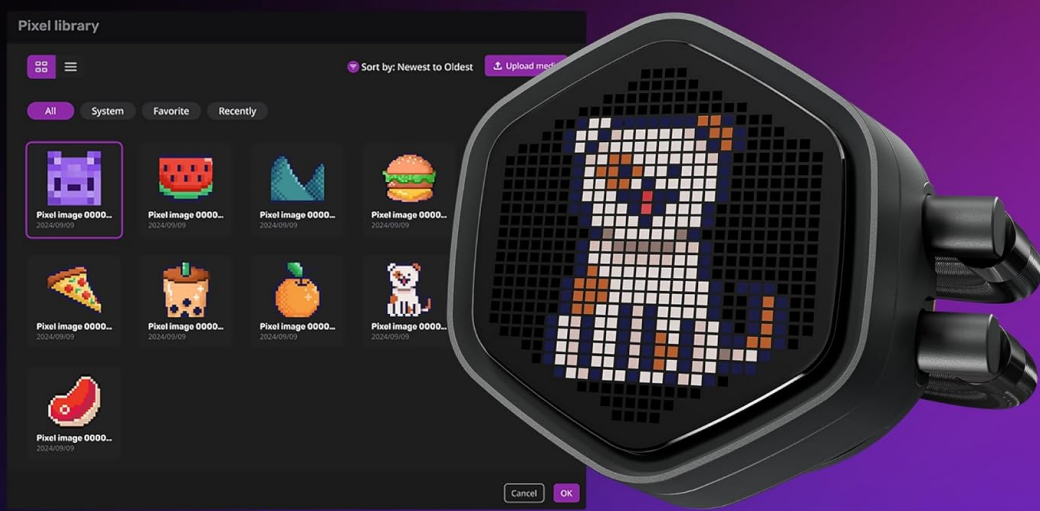 Pixel library
Sort by: Newest to Oldest
Upload
All
System
Favorite
Recently
Pixel image 0000...
2024/09/09
Pixel image 0000...
2024/09/09
Pixel image 0000...
2024/09/09
Pixel image 0000...
2024/09/09
Pixel image 0000...
2024/09/09
Pixel image 0000...
2024/09/09
Pixel image 0000...
2024/09/09
Pixel image 0000...
2024/09/09
Pixel image 0000...
2024/09/09
Cancel
OK